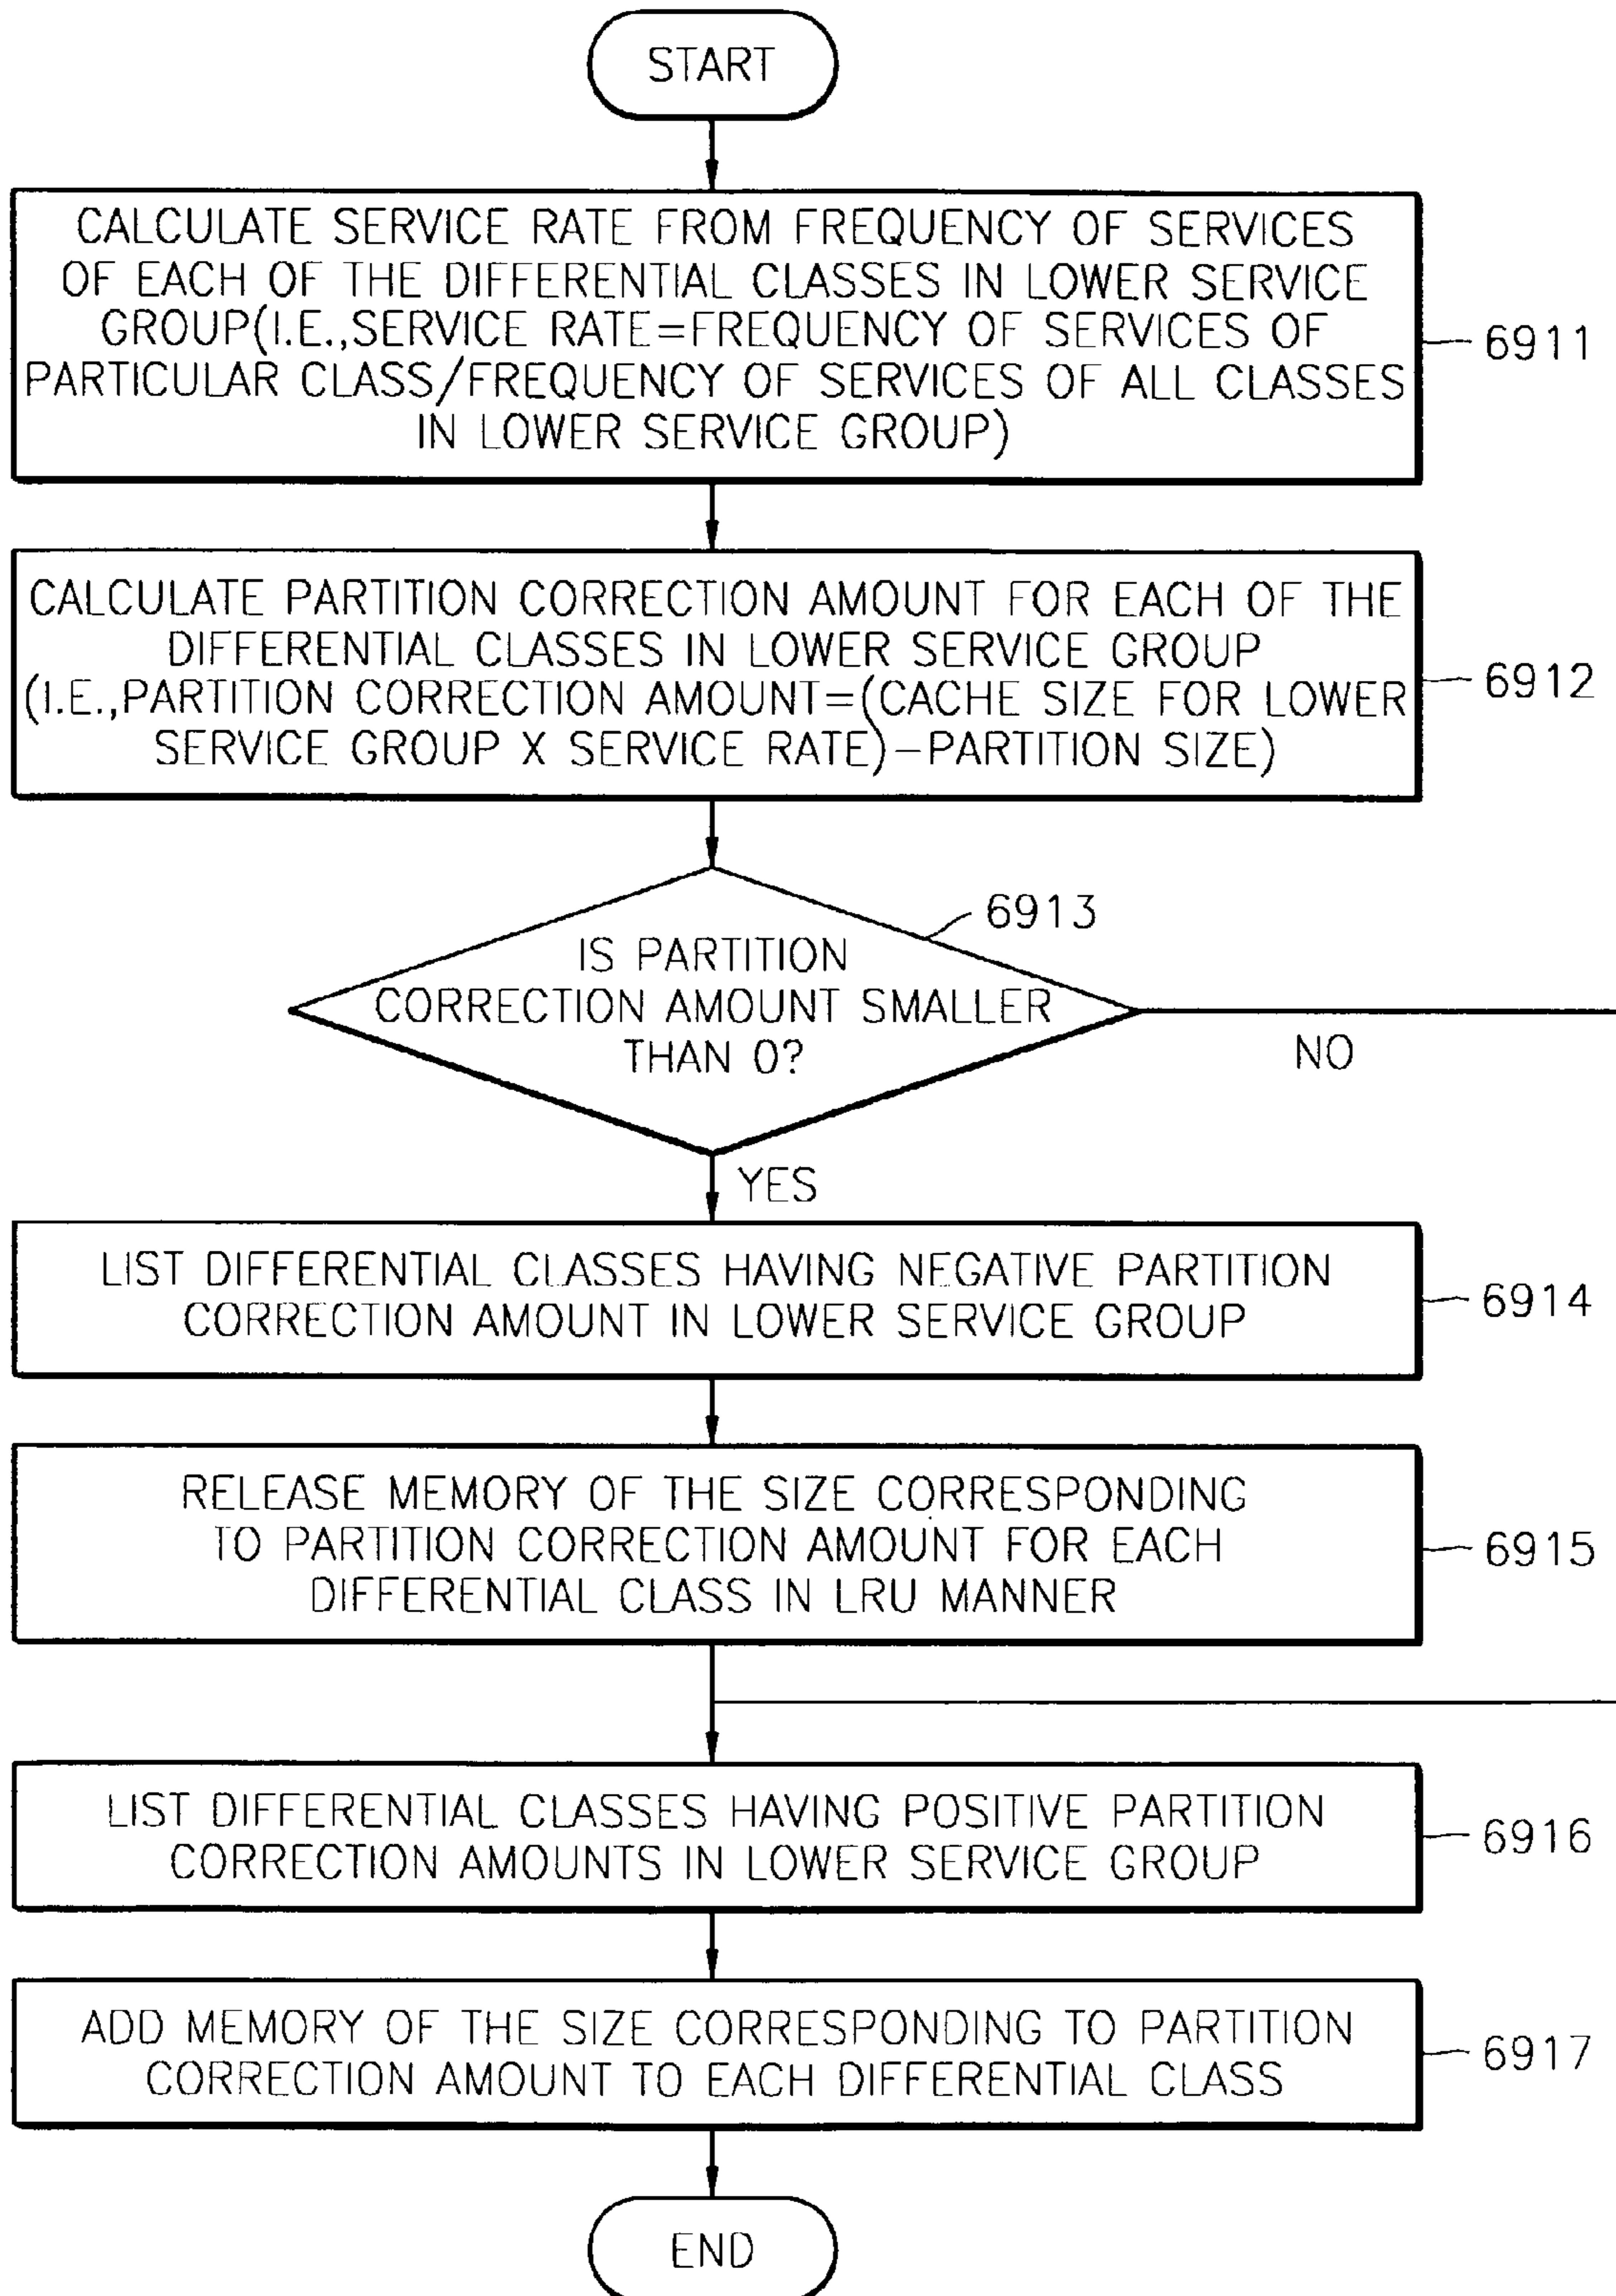 START
CALCULATE SERVICE RATE FROM FREQUENCY OF SERVICES
OF EACH OF THE DIFFERENTIAL CLASSES IN LOWER SERVICE
GROUP(I.E.,SERVICE RATE=FREQUENCY OF SERVICES OF
PARTICULAR CLASS/FREQUENCY OF SERVICES OF ALL CLASSES
IN LOWER SERVICE GROUP)
6911
CALCULATE PARTITION CORRECTION AMOUNT FOR EACH OF THE
DIFFERENTIAL CLASSES IN LOWER SERVICE GROUP
(I.E.,PARTITION CORRECTION AMOUNT=(CACHE SIZE FOR LOWER
SERVICE GROUP X SERVICE RATE)-PARTITION SIZE)
6912
6913
IS PARTITION
CORRECTION AMOUNT SMALLER
THAN 0?
NO
YES
LIST DIFFERENTIAL CLASSES HAVING NEGATIVE PARTITION
CORRECTION AMOUNT IN LOWER SERVICE GROUP
6914
RELEASE MEMORY OF THE SIZE CORRESPONDING
TO PARTITION CORRECTION AMOUNT FOR EACH
DIFFERENTIAL CLASS IN LRU MANNER
6915
LIST DIFFERENTIAL CLASSES HAVING POSITIVE PARTITION
CORRECTION AMOUNTS IN LOWER SERVICE GROUP
6916
ADD MEMORY OF THE SIZE CORRESPONDING TO PARTITION
CORRECTION AMOUNT TO EACH DIFFERENTIAL CLASS
6917
END